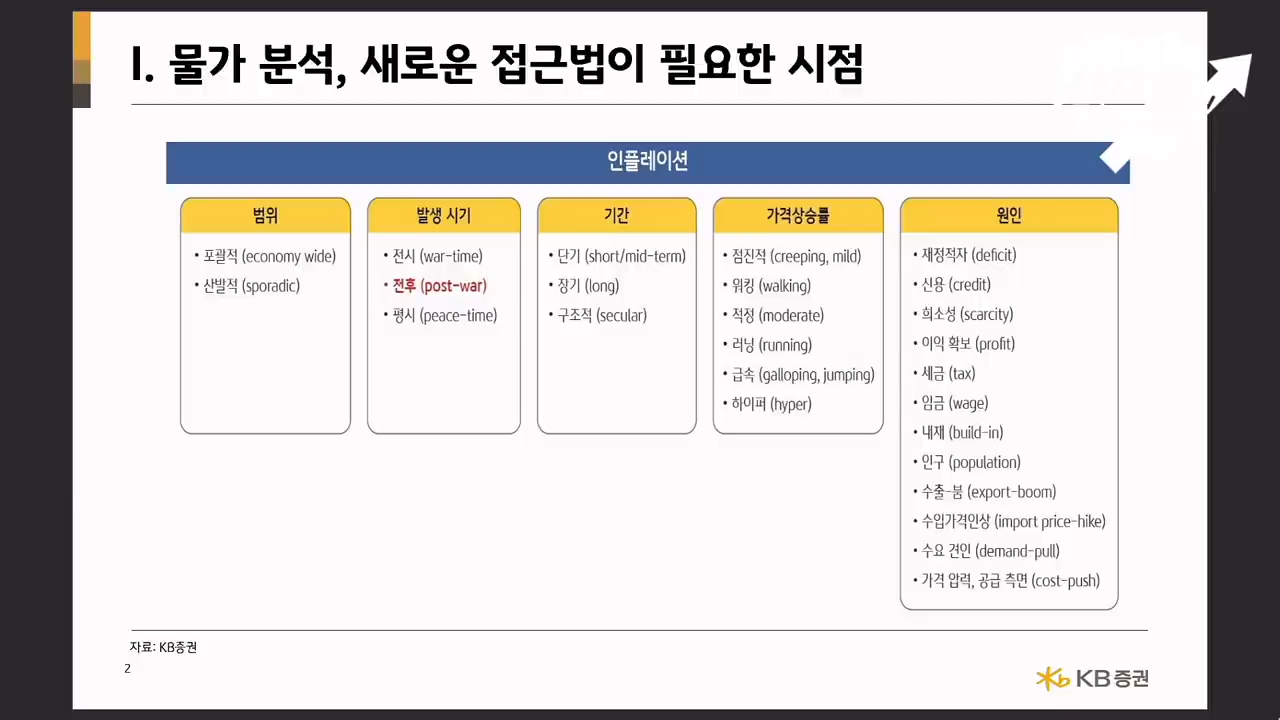 I. 물가 분석, 새로운 접근법이 필요한 시점
인플레이션
범위
• 포괄적 (economy wide)
• 산발적 (sporadic)
발생 시기
• 전시 (war-time)
• 전후 (post-war)
• 평시 (peace-time)
기간
• 단기 (short/mid-term)
• 장기 (long)
• 구조적 (secular)
가격상승률
• 점진적 (creeping, mild)
• 워킹 (walking)
• 적정 (moderate)
• 러닝 (running)
• 급속 (galloping, jumping)
• 하이퍼 (hyper)
원인
• 재정적자 (deficit)
• 신용 (credit)
• 희소성 (scarcity)
• 이익 확보 (profit)
• 세금 (tax)
• 임금 (wage)
• 내재 (build-in)
• 인구 (population)
• 수출-붐 (export-boom)
• 수입가격인상 (import price-hike)
• 수요 견인 (demand-pull)
• 가격 압력, 공급 측면 (cost-push)
자료: KB증권
2
KB증권